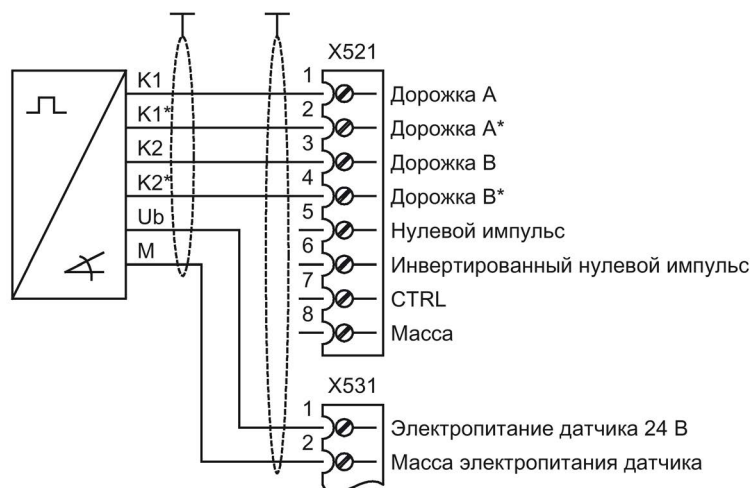 X521
K1
1
Дорожка A
K1*
2
Дорожка A*
K2
3
Дорожка B
K2*
4
Дорожка B*
Ub
5
Нулевой импульс
M
6
Инвертированный нулевой импульс
7
CTRL
8
Масса
X531
1
Электропитание датчика 24 В
2
Масса электропитания датчика